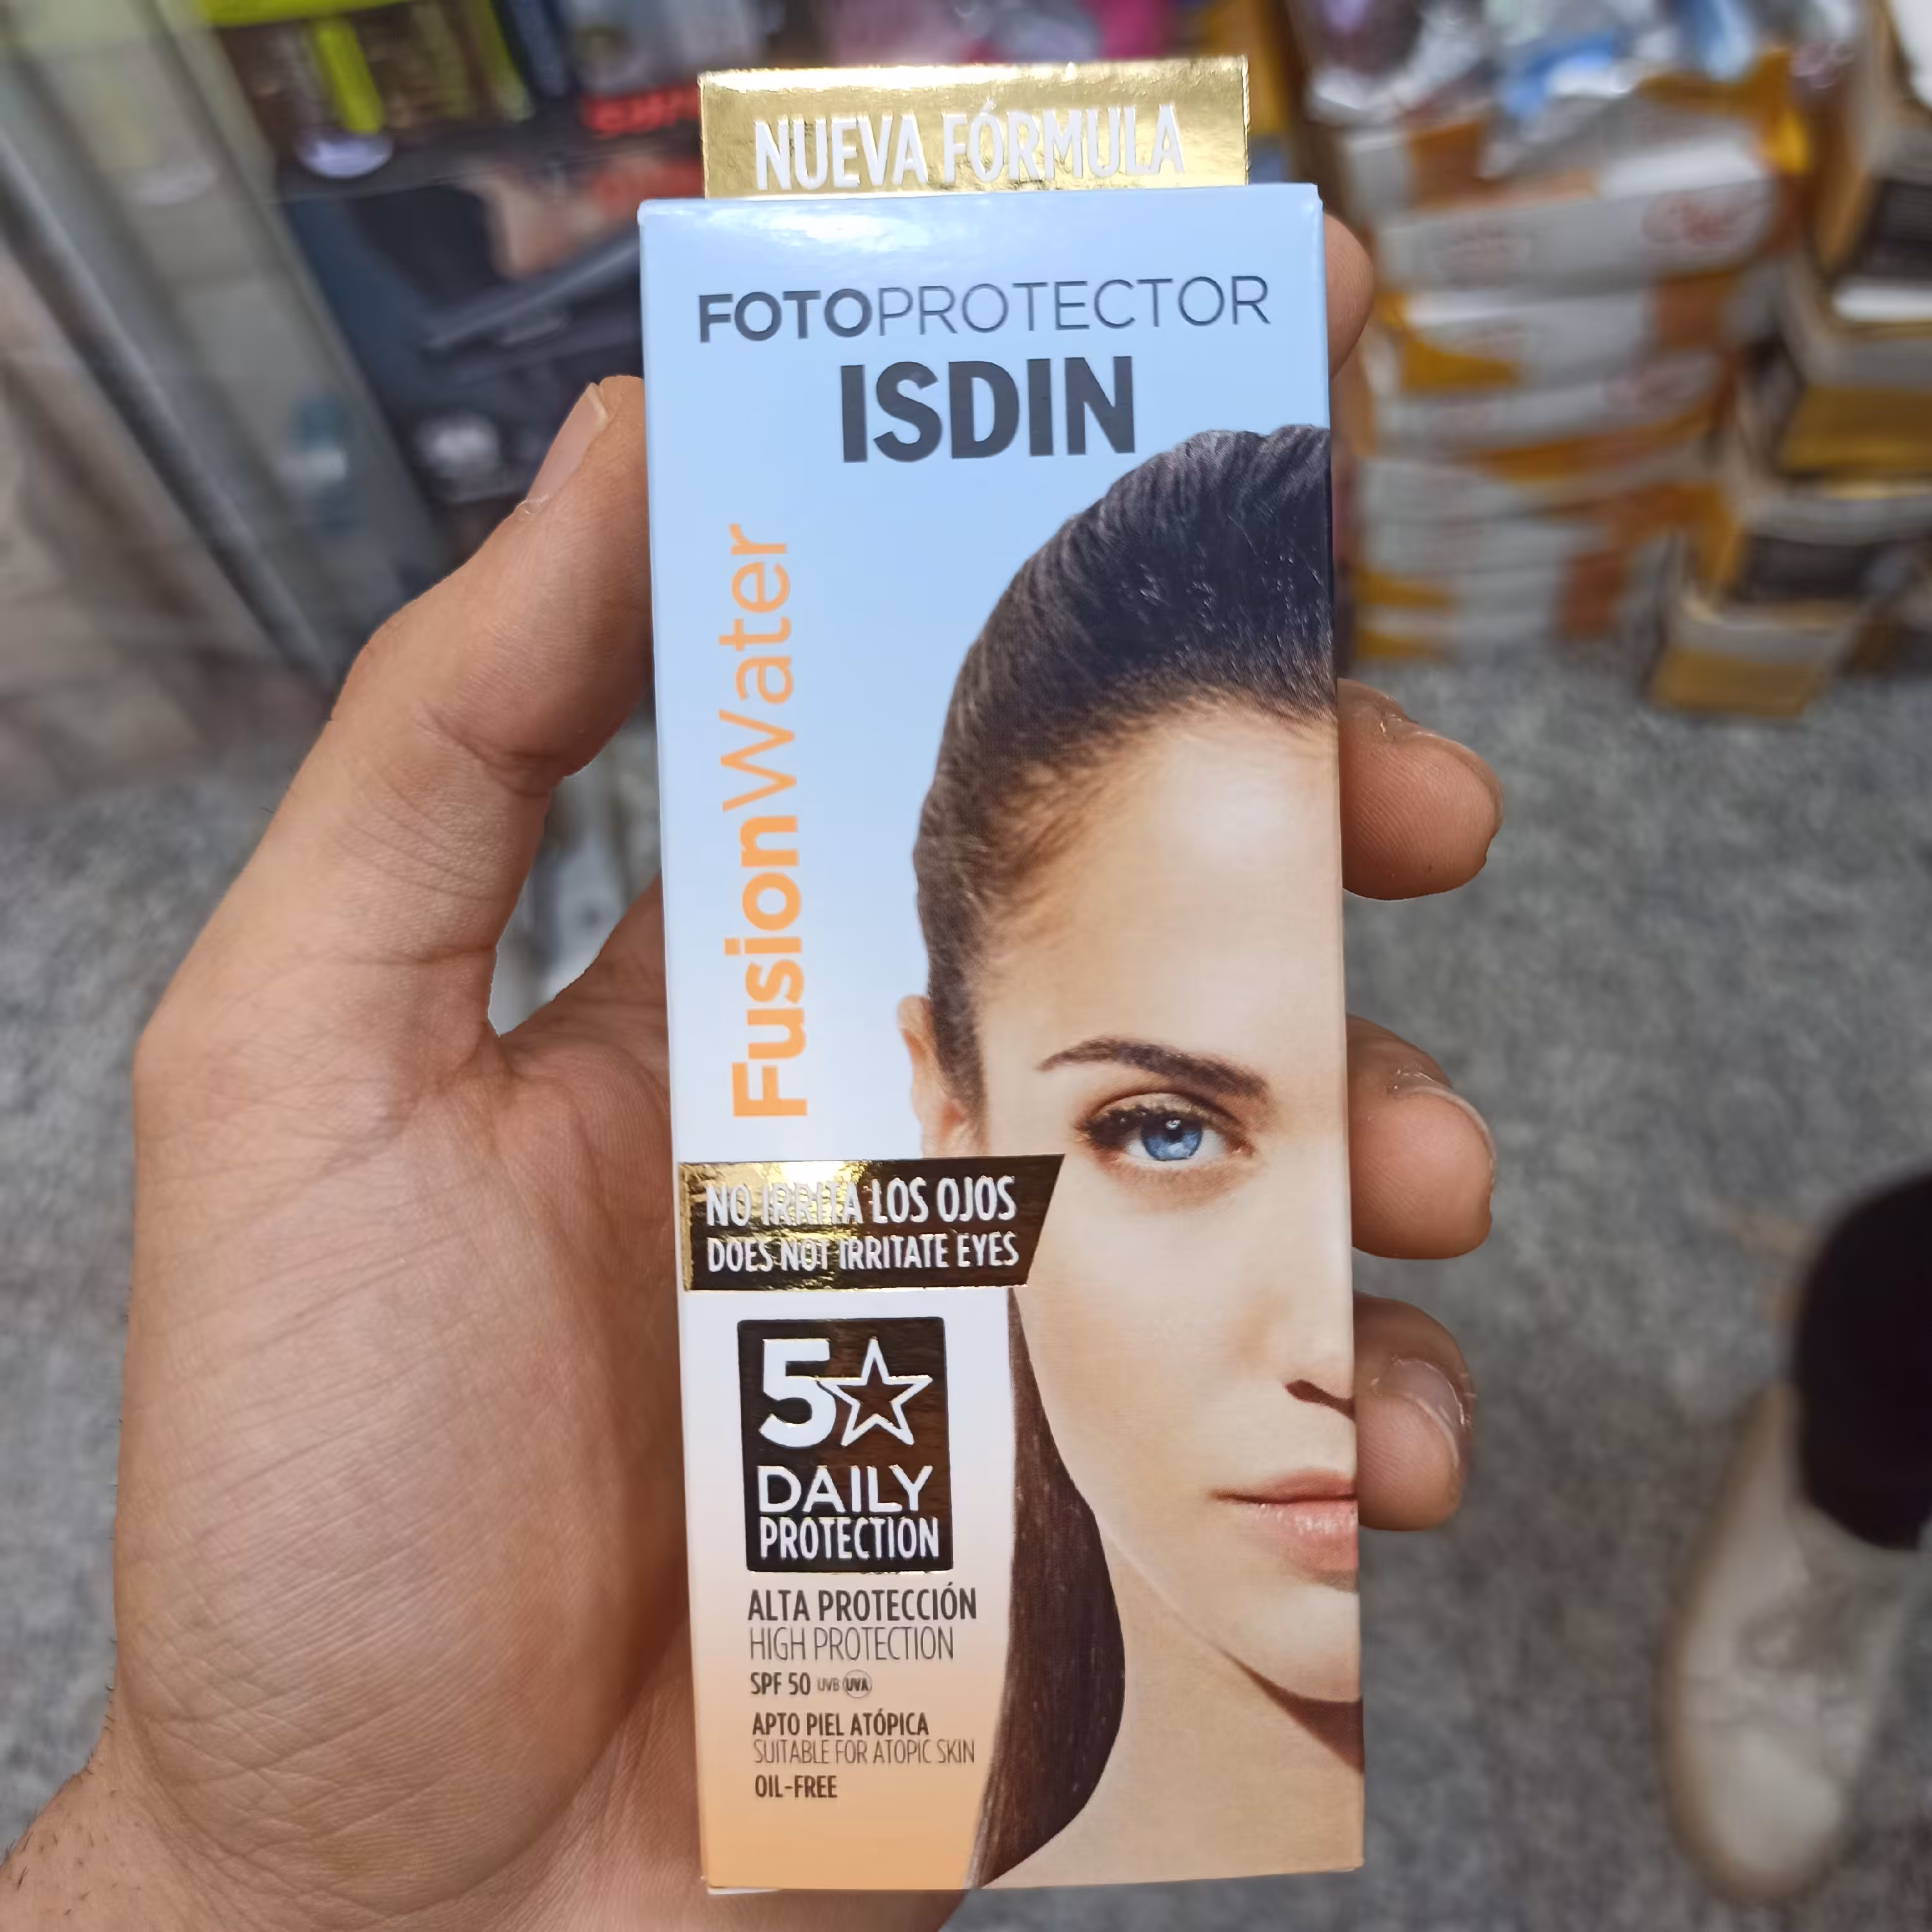 NUEVA FÓRMULA
FOTOPROTECTOR
ISDIN
FusionWater
NO IRRITA LOS OJOS
DOES NOT IRRITATE EYES
5
DAILY
PROTECTION
ALTA PROTECCIÓN
HIGH PROTECTION
SPF 50 UVB UVA
APTO PIEL ATÓPICA
SUITABLE FOR ATOPIC SKIN
OIL-FREE